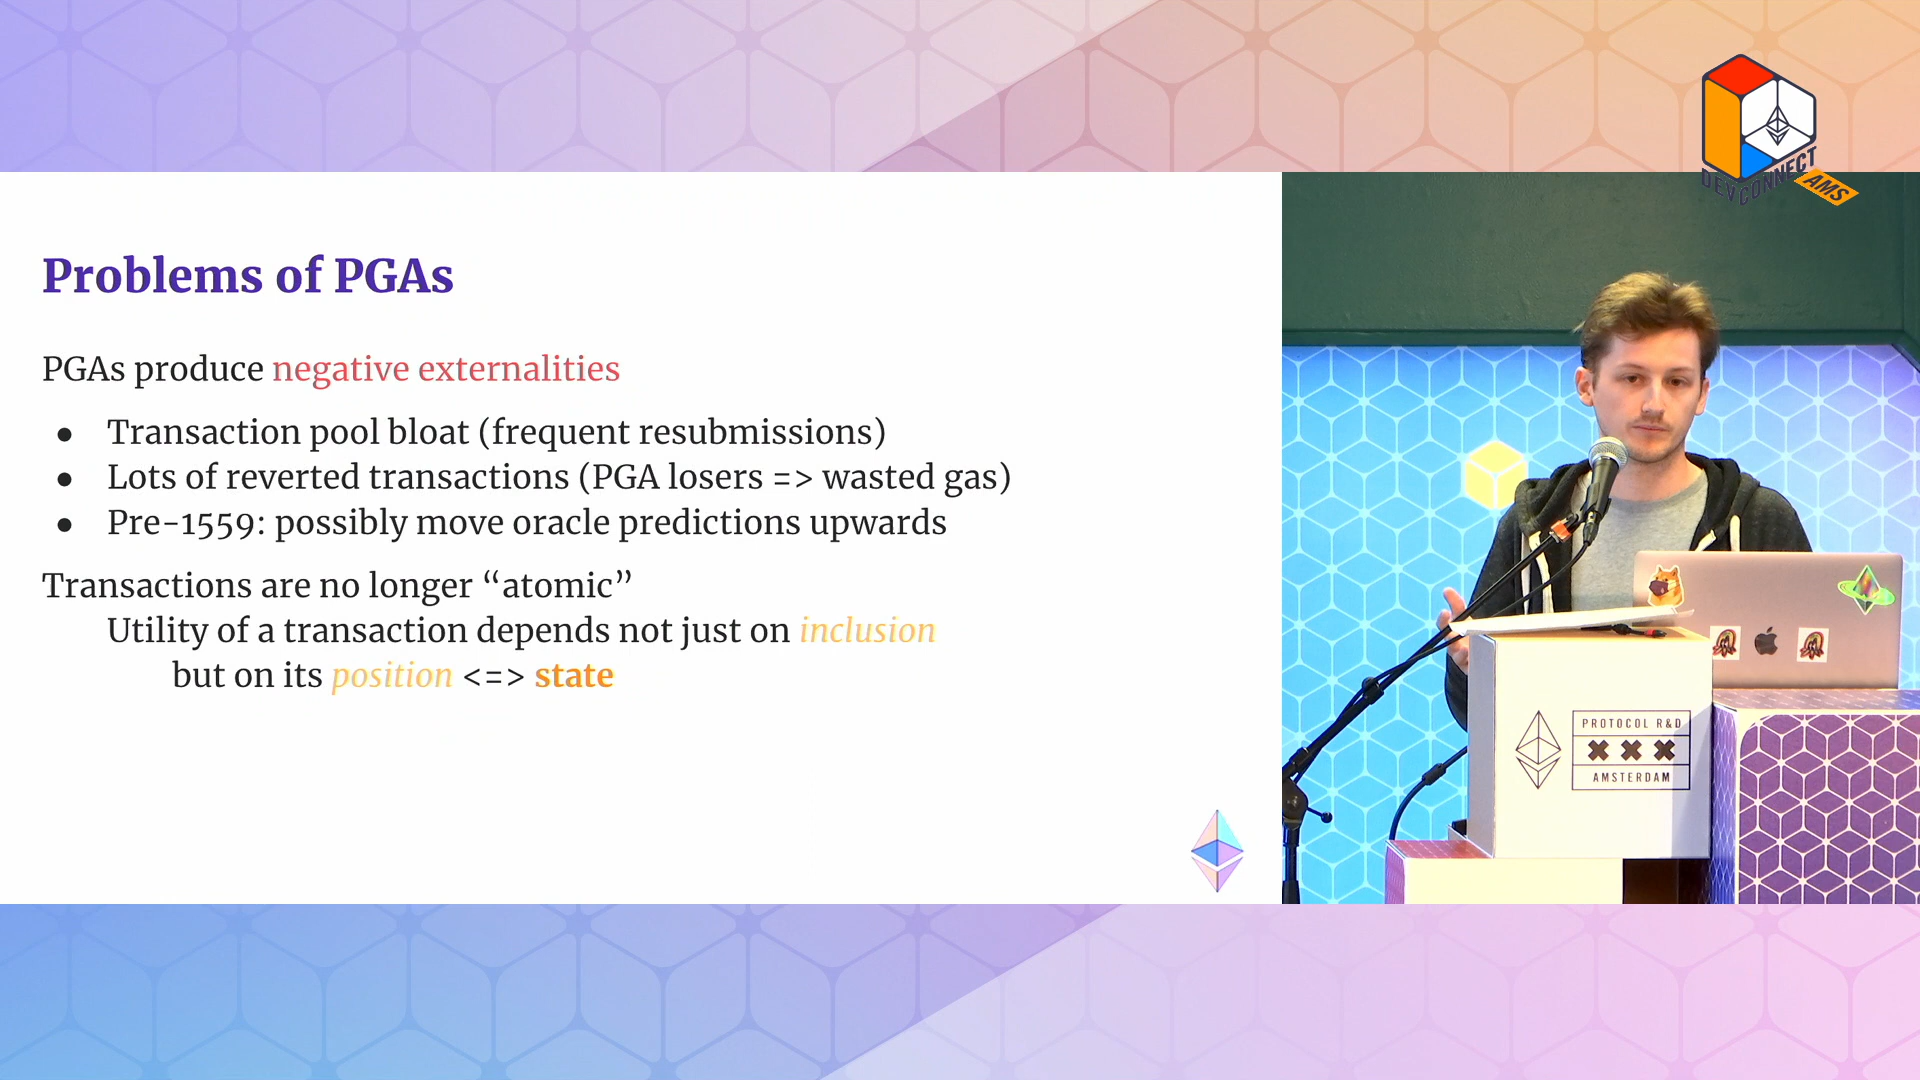 DEVCONNECT
AMS
Problems of PGAs
PGAs produce negative externalities
● Transaction pool bloat (frequent resubmissions)
● Lots of reverted transactions (PGA losers => wasted gas)
● Pre-1559: possibly move oracle predictions upwards
Transactions are no longer “atomic”
Utility of a transaction depends not just on inclusion
but on its position <=> state
PROTOCOL R&D
AMSTERDAM